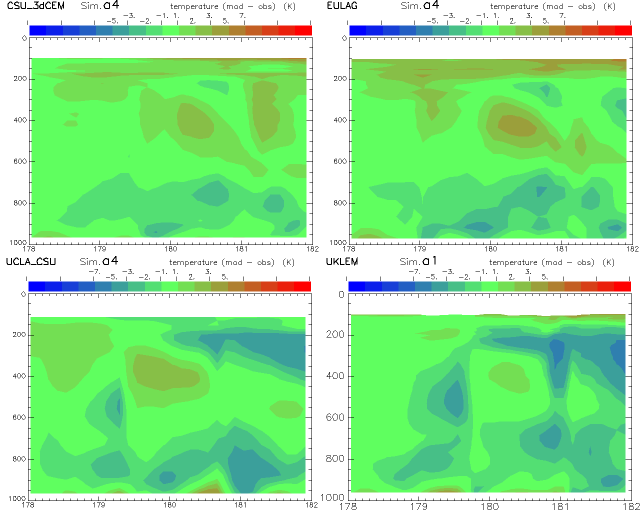 CSU_3dCEM Sim. a4 temperature (mod - obs) (K)
-5. -3. -2. -1. 1. 2. 3. 5. 7.
0
200
400
600
800
1000
178 179 180 181 182
EULAG Sim. a4 temperature (mod - obs) (K)
-5. -3. -2. -1. 1. 2. 3. 5. 7.
0
200
400
600
800
1000
178 179 180 181 182
UCLA_CSU Sim. a4 temperature (mod - obs) (K)
-7. -5. -3. -2. -1. 1. 2. 3. 5.
0
200
400
600
800
1000
178 179 180 181 182
UKLEM Sim. a1 temperature (mod - obs) (K)
-7. -5. -3. -2. -1. 1. 2. 3. 5.
0
200
400
600
800
1000
178 179 180 181 182